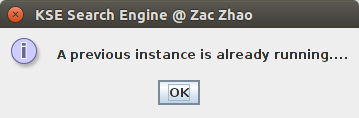 KSE Search Engine @ Zac Zhao
A previous instance is already running....
OK